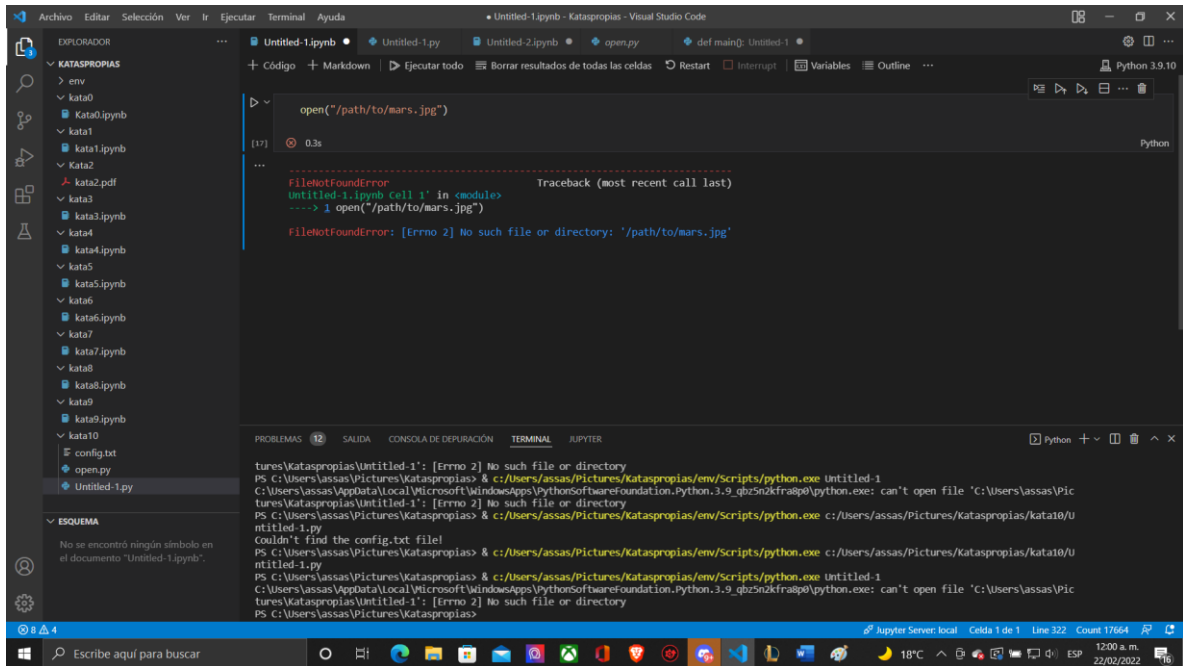 Archivo Editar Selección Ver Ir Ejecutar Terminal Ayuda
● Untitled-1.ipynb - Kataspropias - Visual Studio Code
EXPLORADOR
Untitled-1.ipynb
Untitled-1.py
Untitled-2.ipynb
open.py
def main(): Untitled-1
+ Código + Markdown Ejecutar todo Borrar resultados de todas las celdas Restart Interrupt Variables Outline ...
Python 3.9.10
KATASPROPIAS
env
kata0
Kata0.ipynb
kata1
kata1.ipynb
Kata2
kata2.pdf
kata3
kata3.ipynb
kata4
kata4.ipynb
kata5
kata5.ipynb
kata6
kata6.ipynb
kata7
kata7.ipynb
kata8
kata8.ipynb
kata9
kata9.ipynb
kata10
config.txt
open.py
Untitled-1.py
ESQUEMA
No se encontró ningún símbolo en
el documento "Untitled-1.ipynb".
open("/path/to/mars.jpg")
[17] 0.3s
Python
---------------------------------------------------------------------------
FileNotFoundError Traceback (most recent call last)
Untitled-1.ipynb Cell 1' in <module>
----> 1 open("/path/to/mars.jpg")
FileNotFoundError: [Errno 2] No such file or directory: '/path/to/mars.jpg'
PROBLEMAS 12 SALIDA CONSOLA DE DEPURACIÓN TERMINAL JUPYTER
Python
tures\Kataspropias\Untitled-1': [Errno 2] No such file or directory
PS C:\Users\assas\Pictures\Kataspropias> & c:/Users/assas/Pictures/Kataspropias/env/Scripts/python.exe Untitled-1
C:\Users\assas\AppData\Local\Microsoft\WindowsApps\PythonSoftwareFoundation.Python.3.9_qbz5n2kfra8p0\python.exe: can't open file 'C:\Users\assas\Pic
tures\Kataspropias\Untitled-1': [Errno 2] No such file or directory
PS C:\Users\assas\Pictures\Kataspropias> & c:/Users/assas/Pictures/Kataspropias/env/Scripts/python.exe c:/Users/assas/Pictures/Kataspropias/kata10/U
ntitled-1.py
Couldn't find the config.txt file!
PS C:\Users\assas\Pictures\Kataspropias> & c:/Users/assas/Pictures/Kataspropias/env/Scripts/python.exe c:/Users/assas/Pictures/Kataspropias/kata10/U
ntitled-1.py
PS C:\Users\assas\Pictures\Kataspropias> & c:/Users/assas/Pictures/Kataspropias/env/Scripts/python.exe Untitled-1
C:\Users\assas\AppData\Local\Microsoft\WindowsApps\PythonSoftwareFoundation.Python.3.9_qbz5n2kfra8p0\python.exe: can't open file 'C:\Users\assas\Pic
tures\Kataspropias\Untitled-1': [Errno 2] No such file or directory
PS C:\Users\assas\Pictures\Kataspropias>
8 4
Jupyter Server: local Celda 1 de 1 Line 322 Count 17664
Escribe aquí para buscar
18°C
ESP
12:00 a. m.
22/02/2022
16